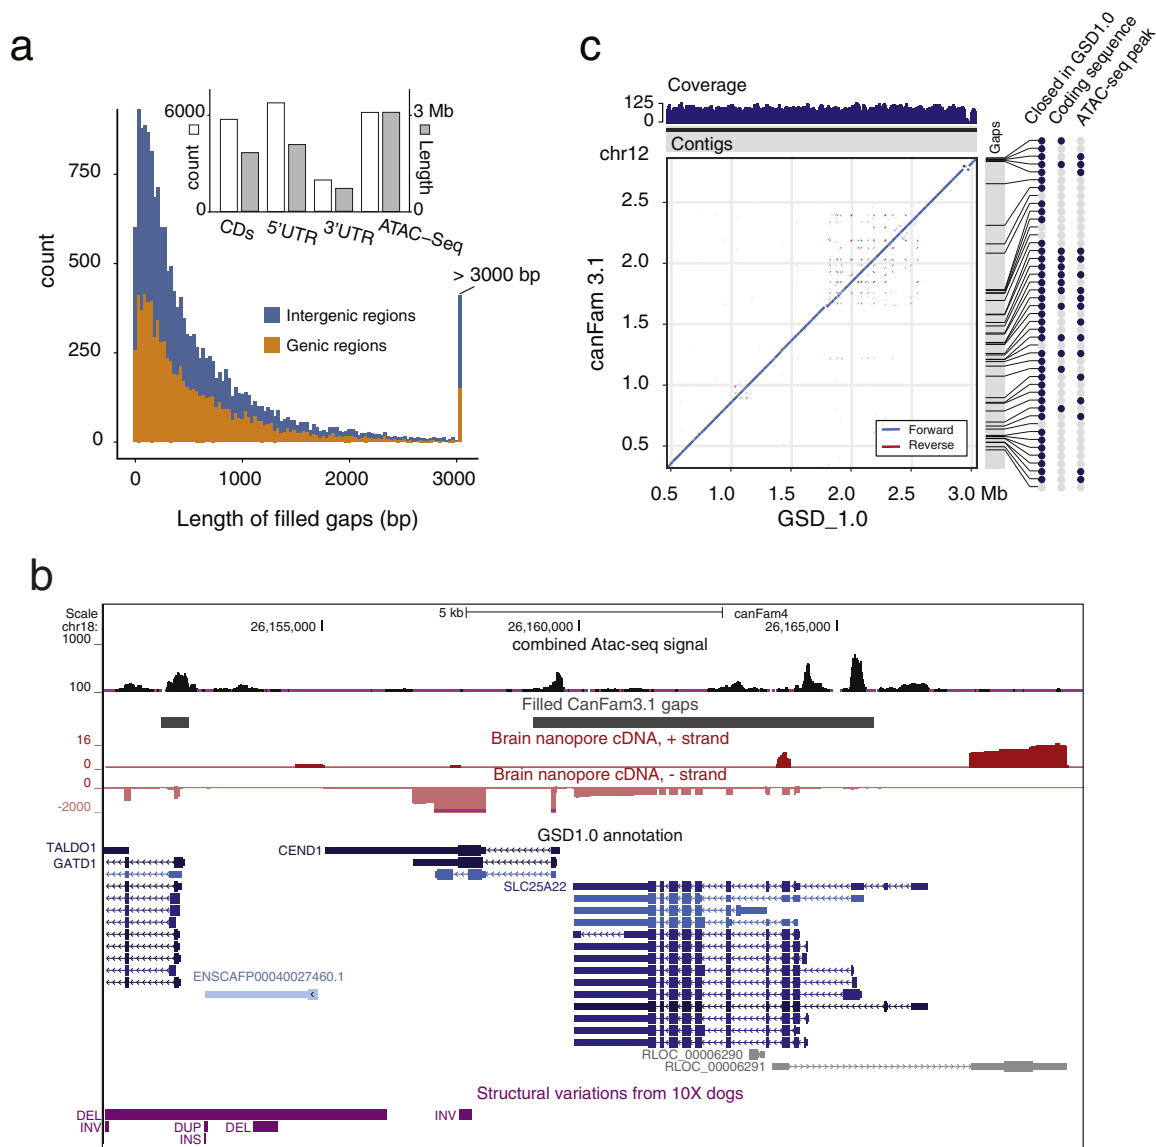 a
6000
0
count
3 Mb
0
Length
CDs
5'UTR
3'UTR
ATAC–Seq
750
500
250
0
count
> 3000 bp
Intergenic regions
Genic regions
0
1000
2000
3000
Length of filled gaps (bp)
c
Coverage
125
0
Contigs
chr12
Gaps
Closed in GSD1.0
Coding sequence
ATAC-seq peak
2.5
2.0
1.5
1.0
0.5
canFam 3.1
Forward
Reverse
0.5
1.0
1.5
2.0
2.5
3.0 Mb
GSD_1.0
b
Scale
5 kb
canFam4
chr18:
26,155,000
26,160,000
26,165,000
1000
combined Atac-seq signal
100
Filled CanFam3.1 gaps
16
Brain nanopore cDNA, + strand
0
0
Brain nanopore cDNA, - strand
-2000
GSD1.0 annotation
TALDO1
CEND1
GATD1
SLC25A22
ENSCAFP00040027460.1
RLOC_00006290
RLOC_00006291
Structural variations from 10X dogs
DEL
INV
INV
DUP
DEL
INS